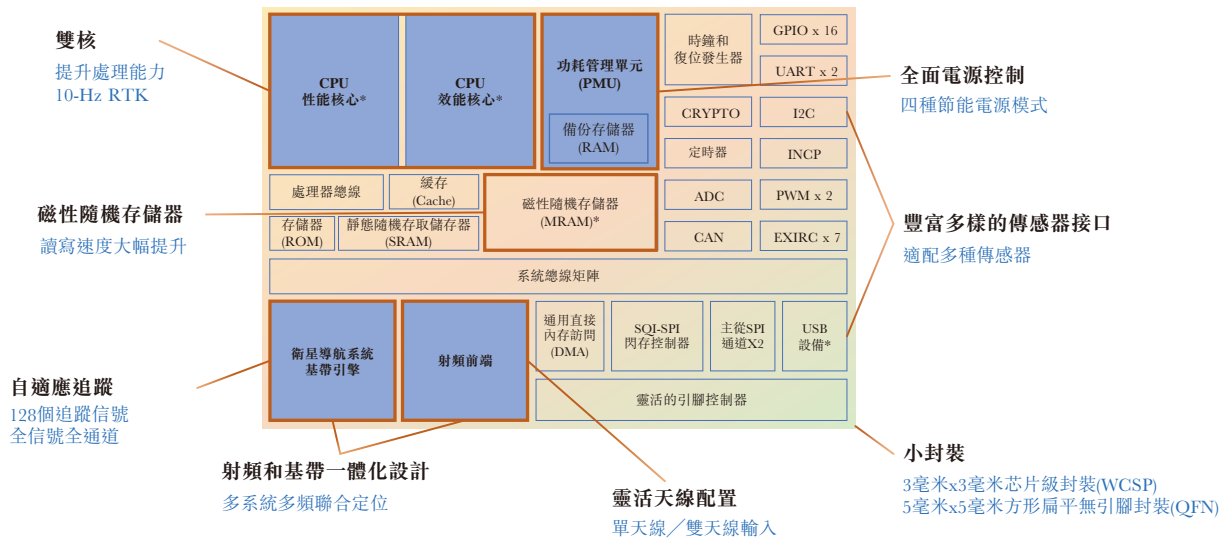 雙核
提升處理能力
10-Hz RTK
磁性隨機存儲器
讀寫速度大幅提升
自適應追蹤
128個追蹤信號
全信號全通道
CPU
性能核心*
CPU
效能核心*
功耗管理單元
(PMU)
備份存儲器
(RAM)
時鐘和
復位發生器
GPIO x 16
UART x 2
CRYPTO
I2C
定時器
INCP
ADC
PWM x 2
CAN
EXIRC x 7
處理器總線
緩存
(Cache)
存儲器
(ROM)
靜態隨機存取儲存器
(SRAM)
磁性隨機存儲器
(MRAM)*
系統總線矩陣
衛星導航系統
基帶引擎
射頻前端
通用直接
內存訪問
(DMA)
SQI-SPI
閃存控制器
主從SPI
通道X2
USB
設備*
靈活的引腳控制器
全面電源控制
四種節能電源模式
豐富多樣的傳感器接口
適配多種傳感器
小封裝
3毫米x3毫米芯片級封裝(WCSP)
5毫米x5毫米方形扁平無引腳封裝(QFN)
射頻和基帶一體化設計
多系統多頻聯合定位
靈活天線配置
單天線／雙天線輸入